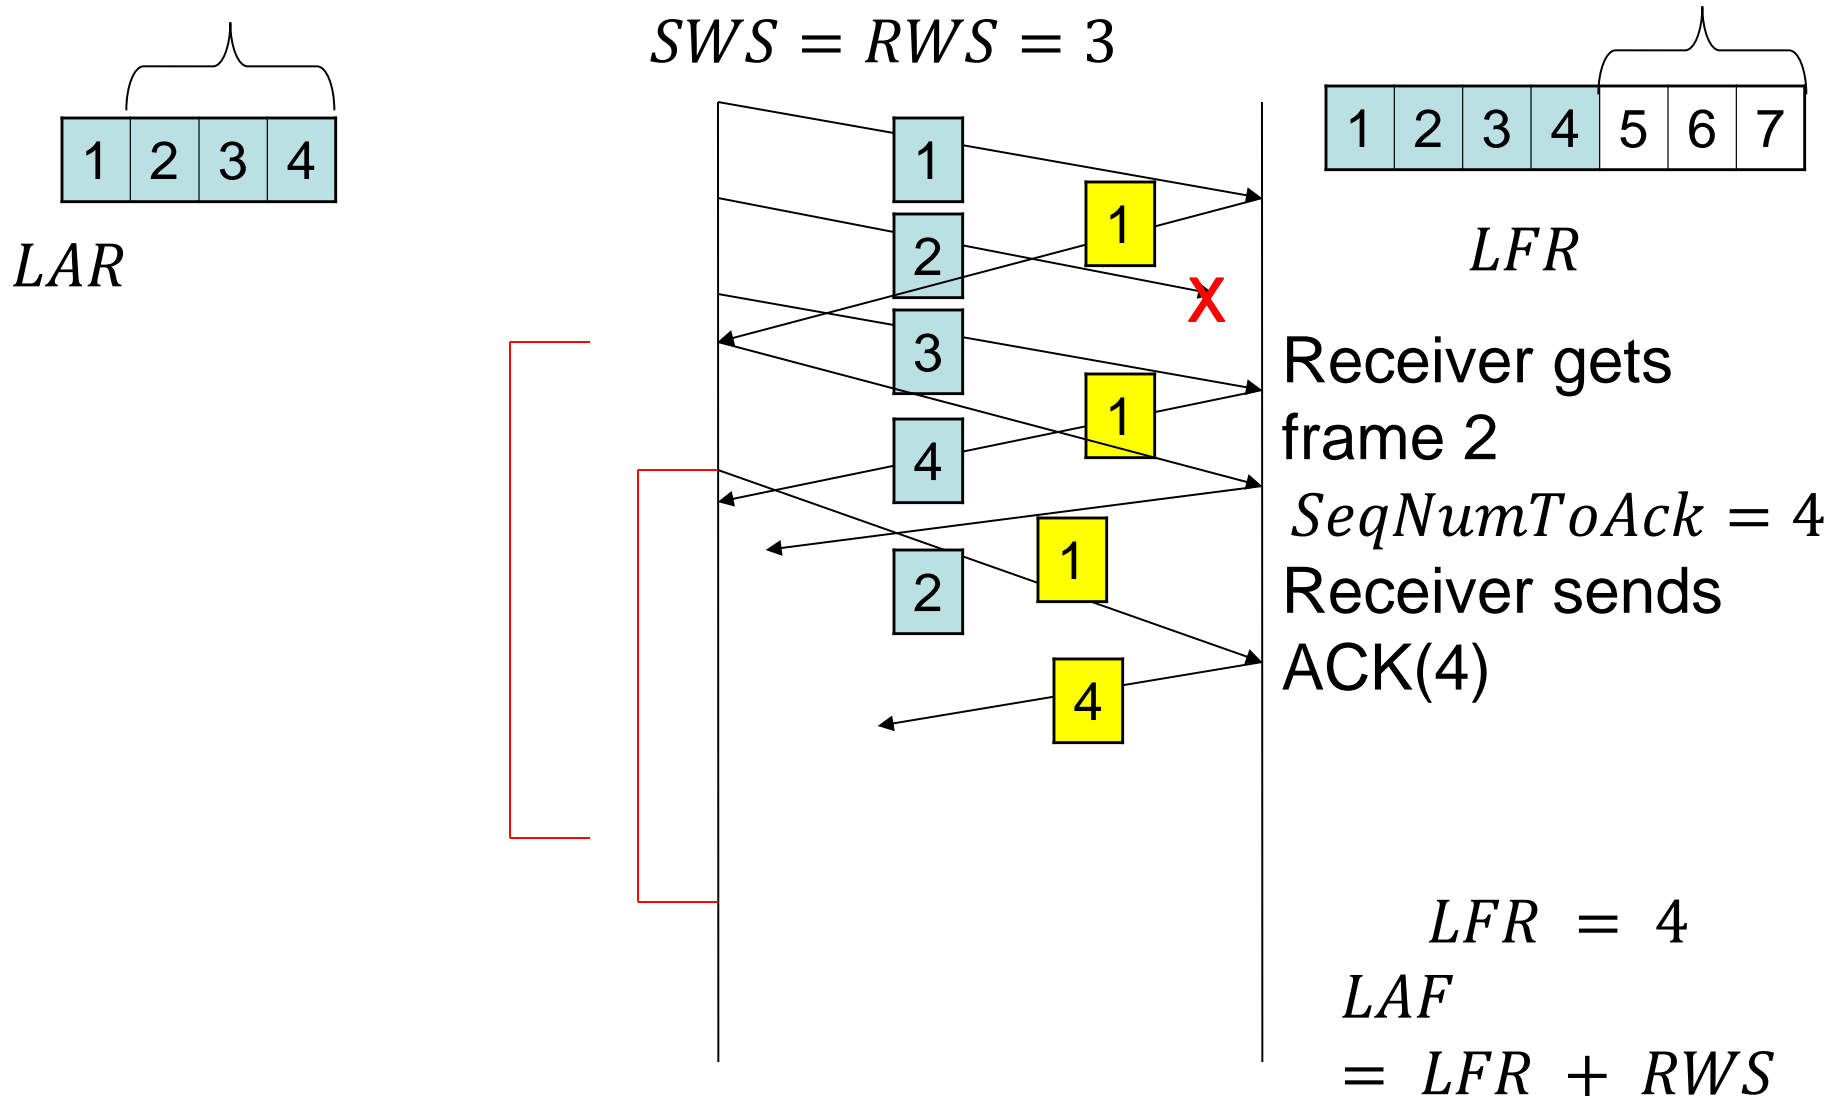 SWS = RWS = 3
1 2 3 4
LAR
1 2 3 4 5 6 7
LFR
1
1
2
X
3
1
4
1
2
4
Receiver gets
frame 2
SeqNumToAck = 4
Receiver sends
ACK(4)
LFR = 4
LAF
= LFR + RWS